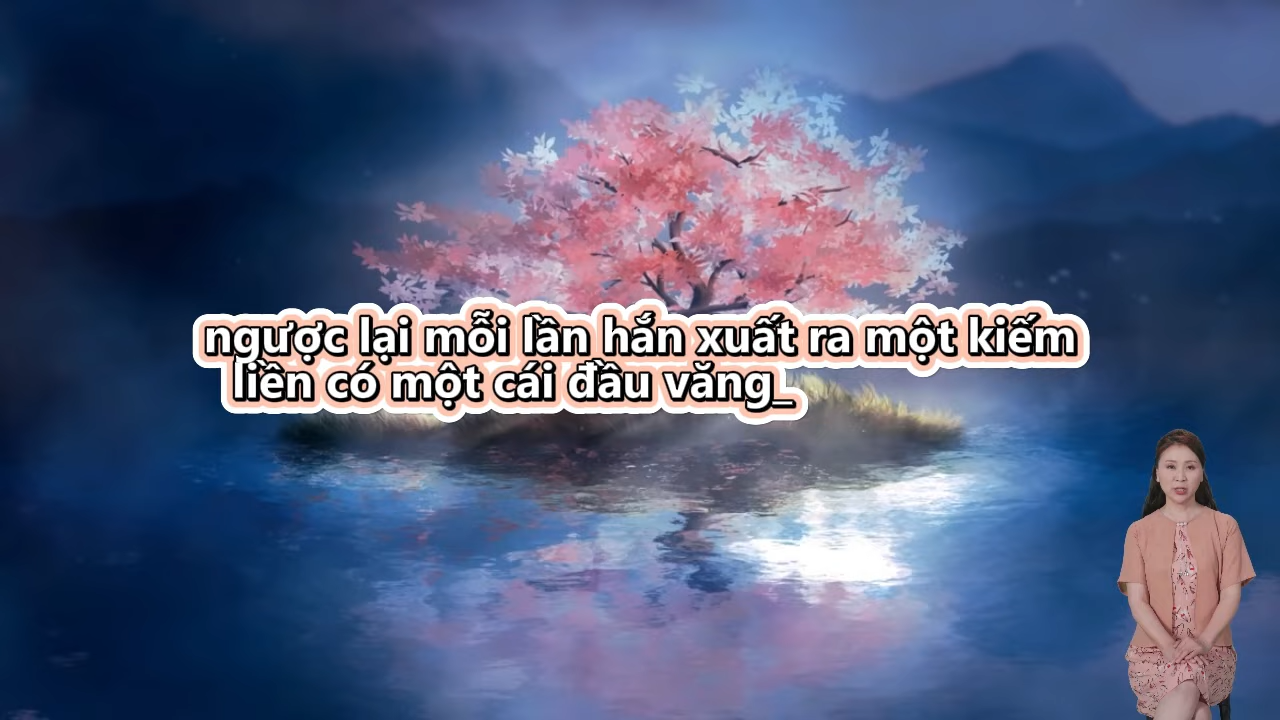 ngược lại mỗi lần hắn xuất ra một kiếm
liền có một cái đầu văng_